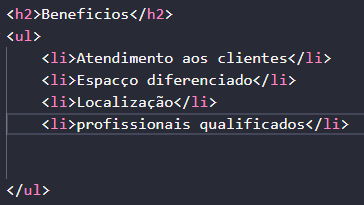 <h2>Beneficios</h2>
<ul>
<li>Atendimento aos clientes</li>
<li>Espacço diferenciado</li>
<li>Localização</li>
<li>profissionais qualificados</li>
</ul>